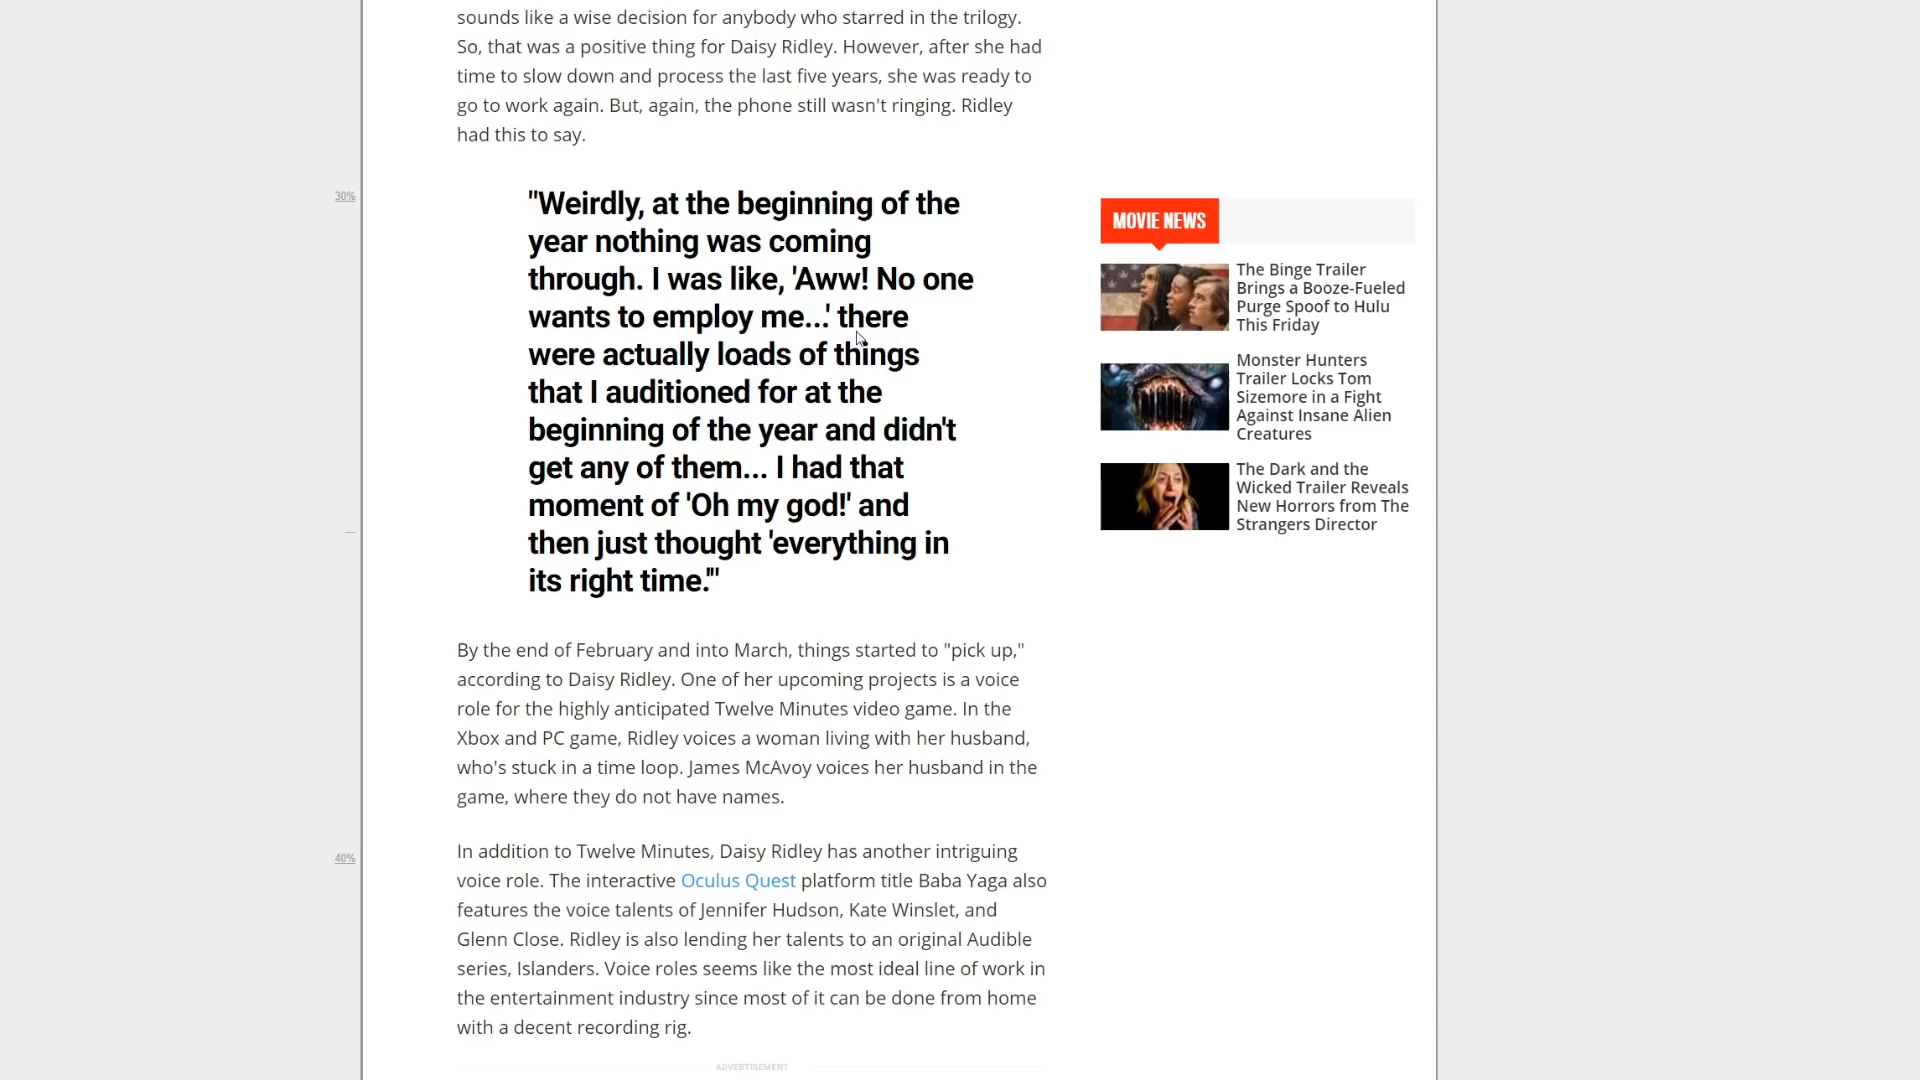 sounds like a wise decision for anybody who starred in the trilogy.
So, that was a positive thing for Daisy Ridley. However, after she had
time to slow down and process the last five years, she was ready to
go to work again. But, again, the phone still wasn't ringing. Ridley
had this to say.
30%
"Weirdly, at the beginning of the
year nothing was coming
through. I was like, 'Aww! No one
wants to employ me...' there
were actually loads of things
that I auditioned for at the
beginning of the year and didn't
get any of them... I had that
moment of 'Oh my god!' and
then just thought 'everything in
its right time.'"
By the end of February and into March, things started to "pick up,"
according to Daisy Ridley. One of her upcoming projects is a voice
role for the highly anticipated Twelve Minutes video game. In the
Xbox and PC game, Ridley voices a woman living with her husband,
who's stuck in a time loop. James McAvoy voices her husband in the
game, where they do not have names.
40%
In addition to Twelve Minutes, Daisy Ridley has another intriguing
voice role. The interactive Oculus Quest platform title Baba Yaga also
features the voice talents of Jennifer Hudson, Kate Winslet, and
Glenn Close. Ridley is also lending her talents to an original Audible
series, Islanders. Voice roles seems like the most ideal line of work in
the entertainment industry since most of it can be done from home
with a decent recording rig.
ADVERTISEMENT
MOVIE NEWS
The Binge Trailer
Brings a Booze-Fueled
Purge Spoof to Hulu
This Friday
Monster Hunters
Trailer Locks Tom
Sizemore in a Fight
Against Insane Alien
Creatures
The Dark and the
Wicked Trailer Reveals
New Horrors from The
Strangers Director